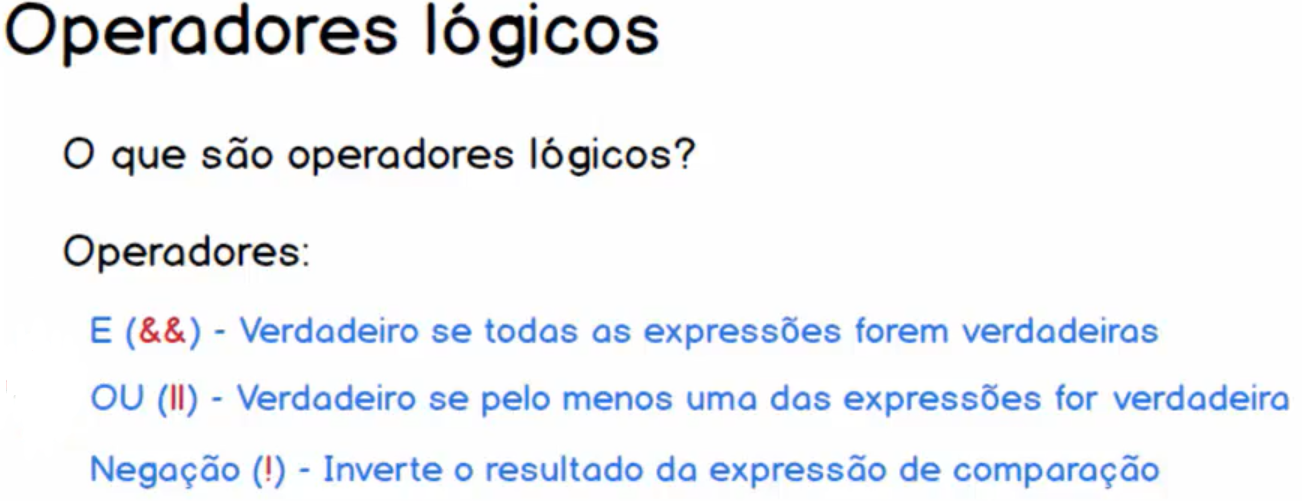 Operadores lógicos
O que são operadores lógicos?
Operadores:
E (&&) - Verdadeiro se todas as expressões forem verdadeiras
OU (||) - Verdadeiro se pelo menos uma das expressões for verdadeira
Negação (!) - Inverte o resultado da expressão de comparação